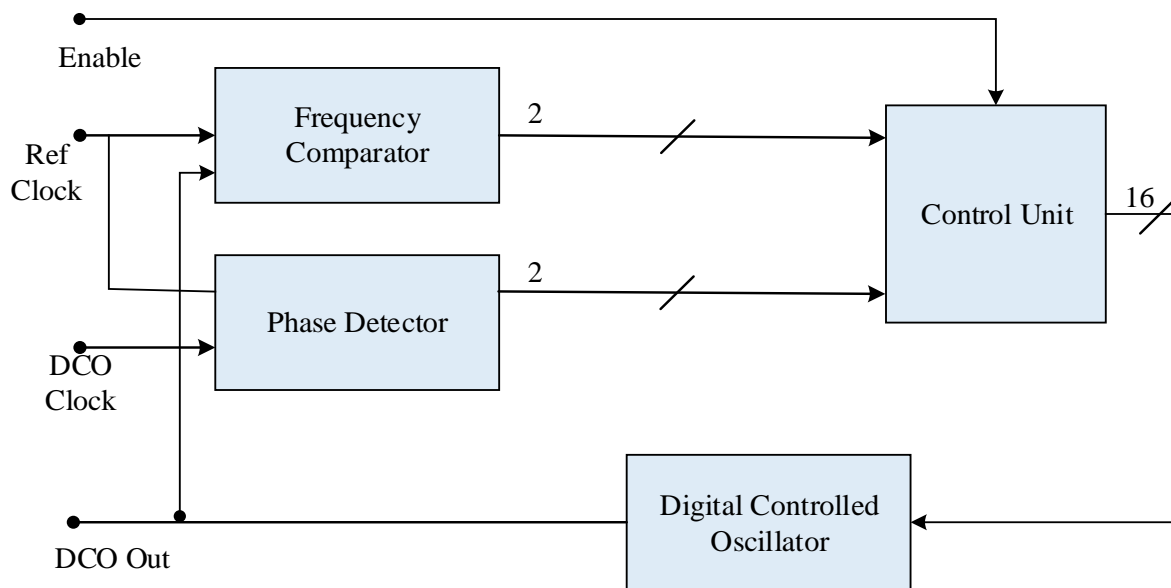 Enable
Frequency
Comparator
2
Ref
Clock
Control Unit
16
2
Phase Detector
DCO
Clock
Digital Controlled
Oscillator
DCO Out